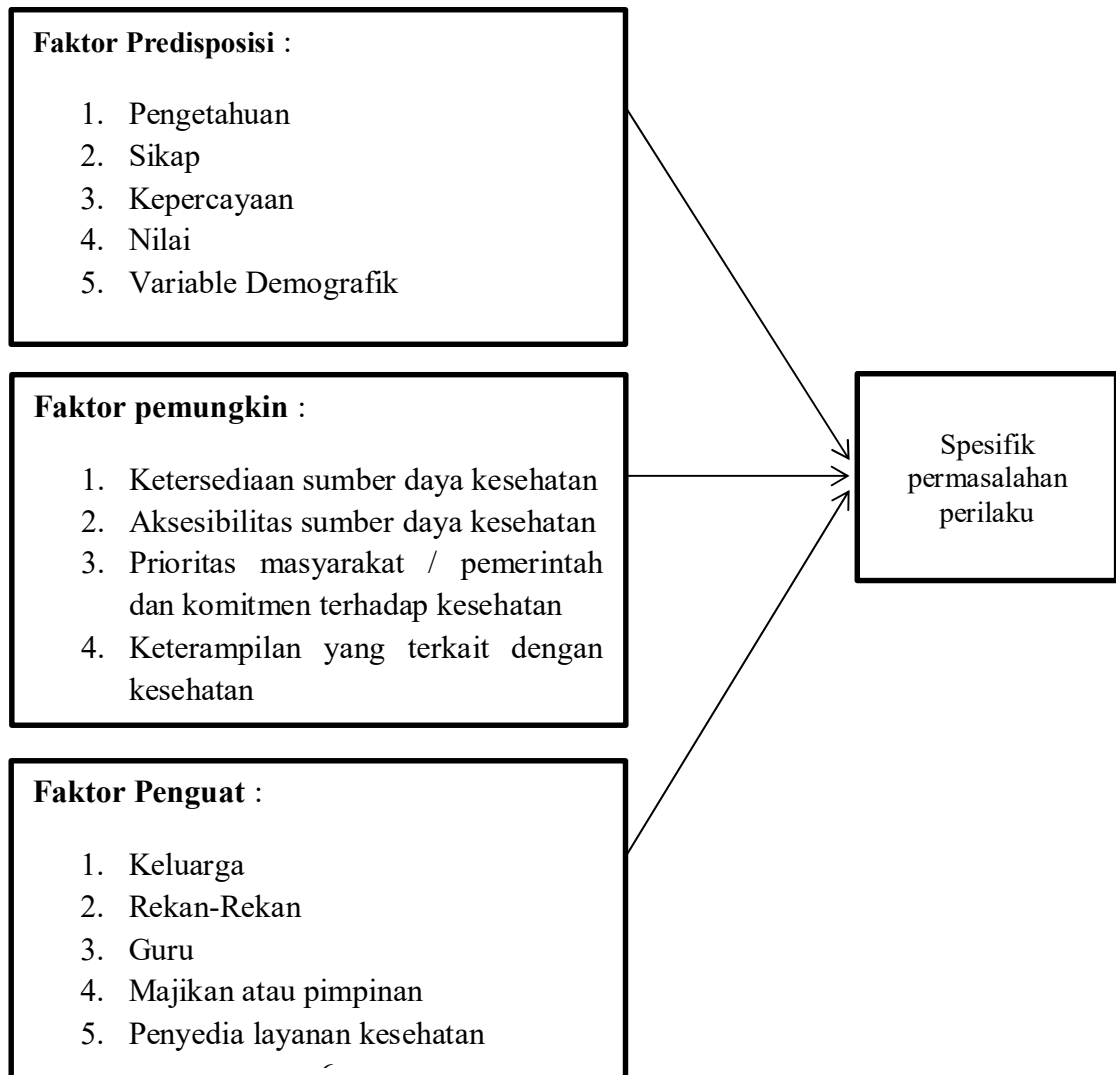 Faktor Predisposisi :
1. Pengetahuan
2. Sikap
3. Kepercayaan
4. Nilai
5. Variable Demografik
Faktor pemungkin :
1. Ketersediaan sumber daya kesehatan
2. Aksesibilitas sumber daya kesehatan
3. Prioritas masyarakat / pemerintah
dan komitmen terhadap kesehatan
4. Keterampilan yang terkait dengan
kesehatan
Faktor Penguat :
1. Keluarga
2. Rekan-Rekan
3. Guru
4. Majikan atau pimpinan
5. Penyedia layanan kesehatan
Spesifik
permasalahan
perilaku